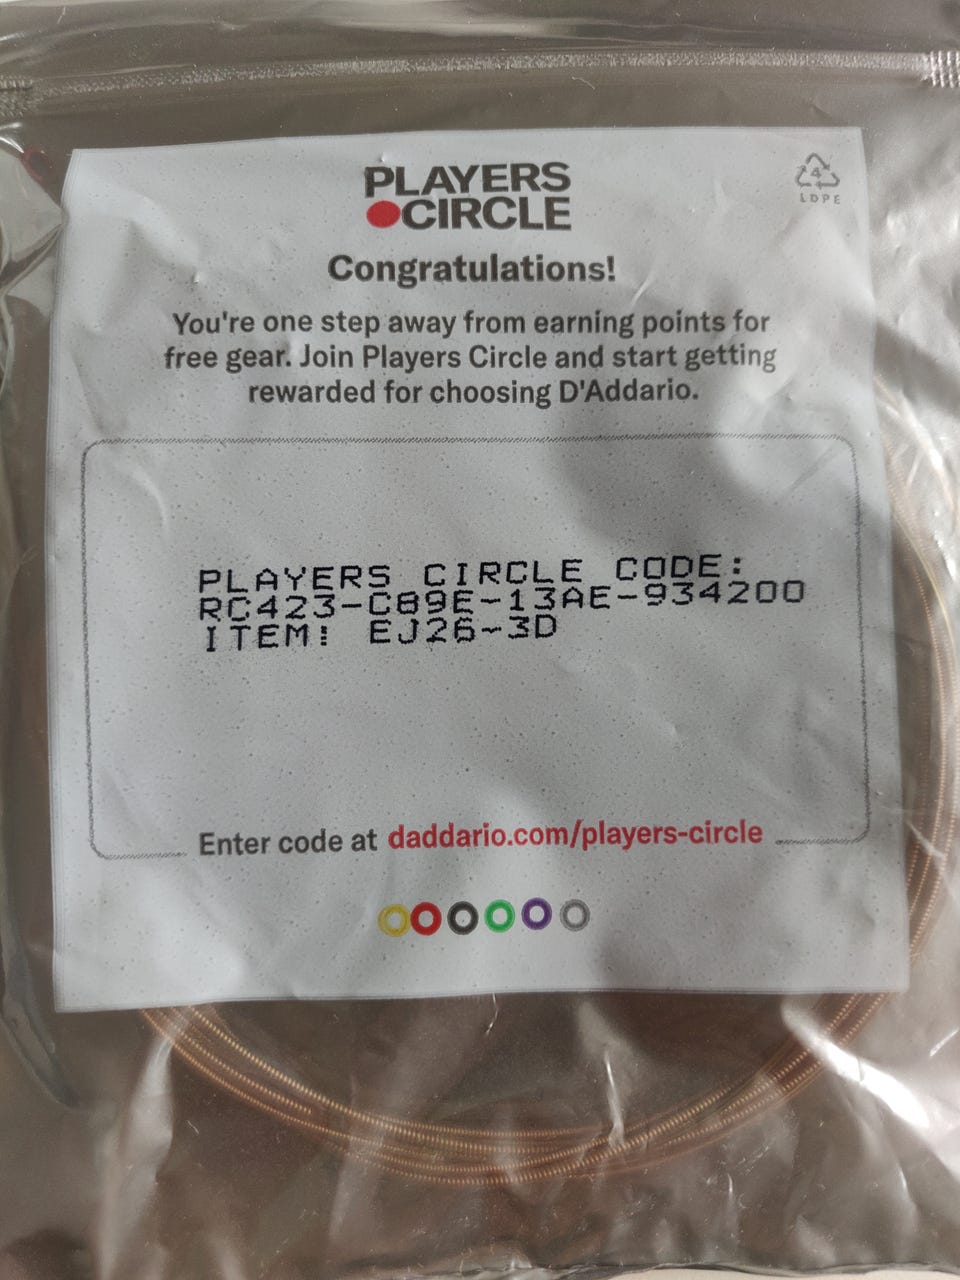 PLAYERS
CIRCLE
4
LDPE
Congratulations!
You're one step away from earning points for
free gear. Join Players Circle and start getting
rewarded for choosing D'Addario.
PLAYERS CIRCLE CODE:
RC423-C89E-13AE-934200
ITEM: EJ26-3D
Enter code at daddario.com/players-circle